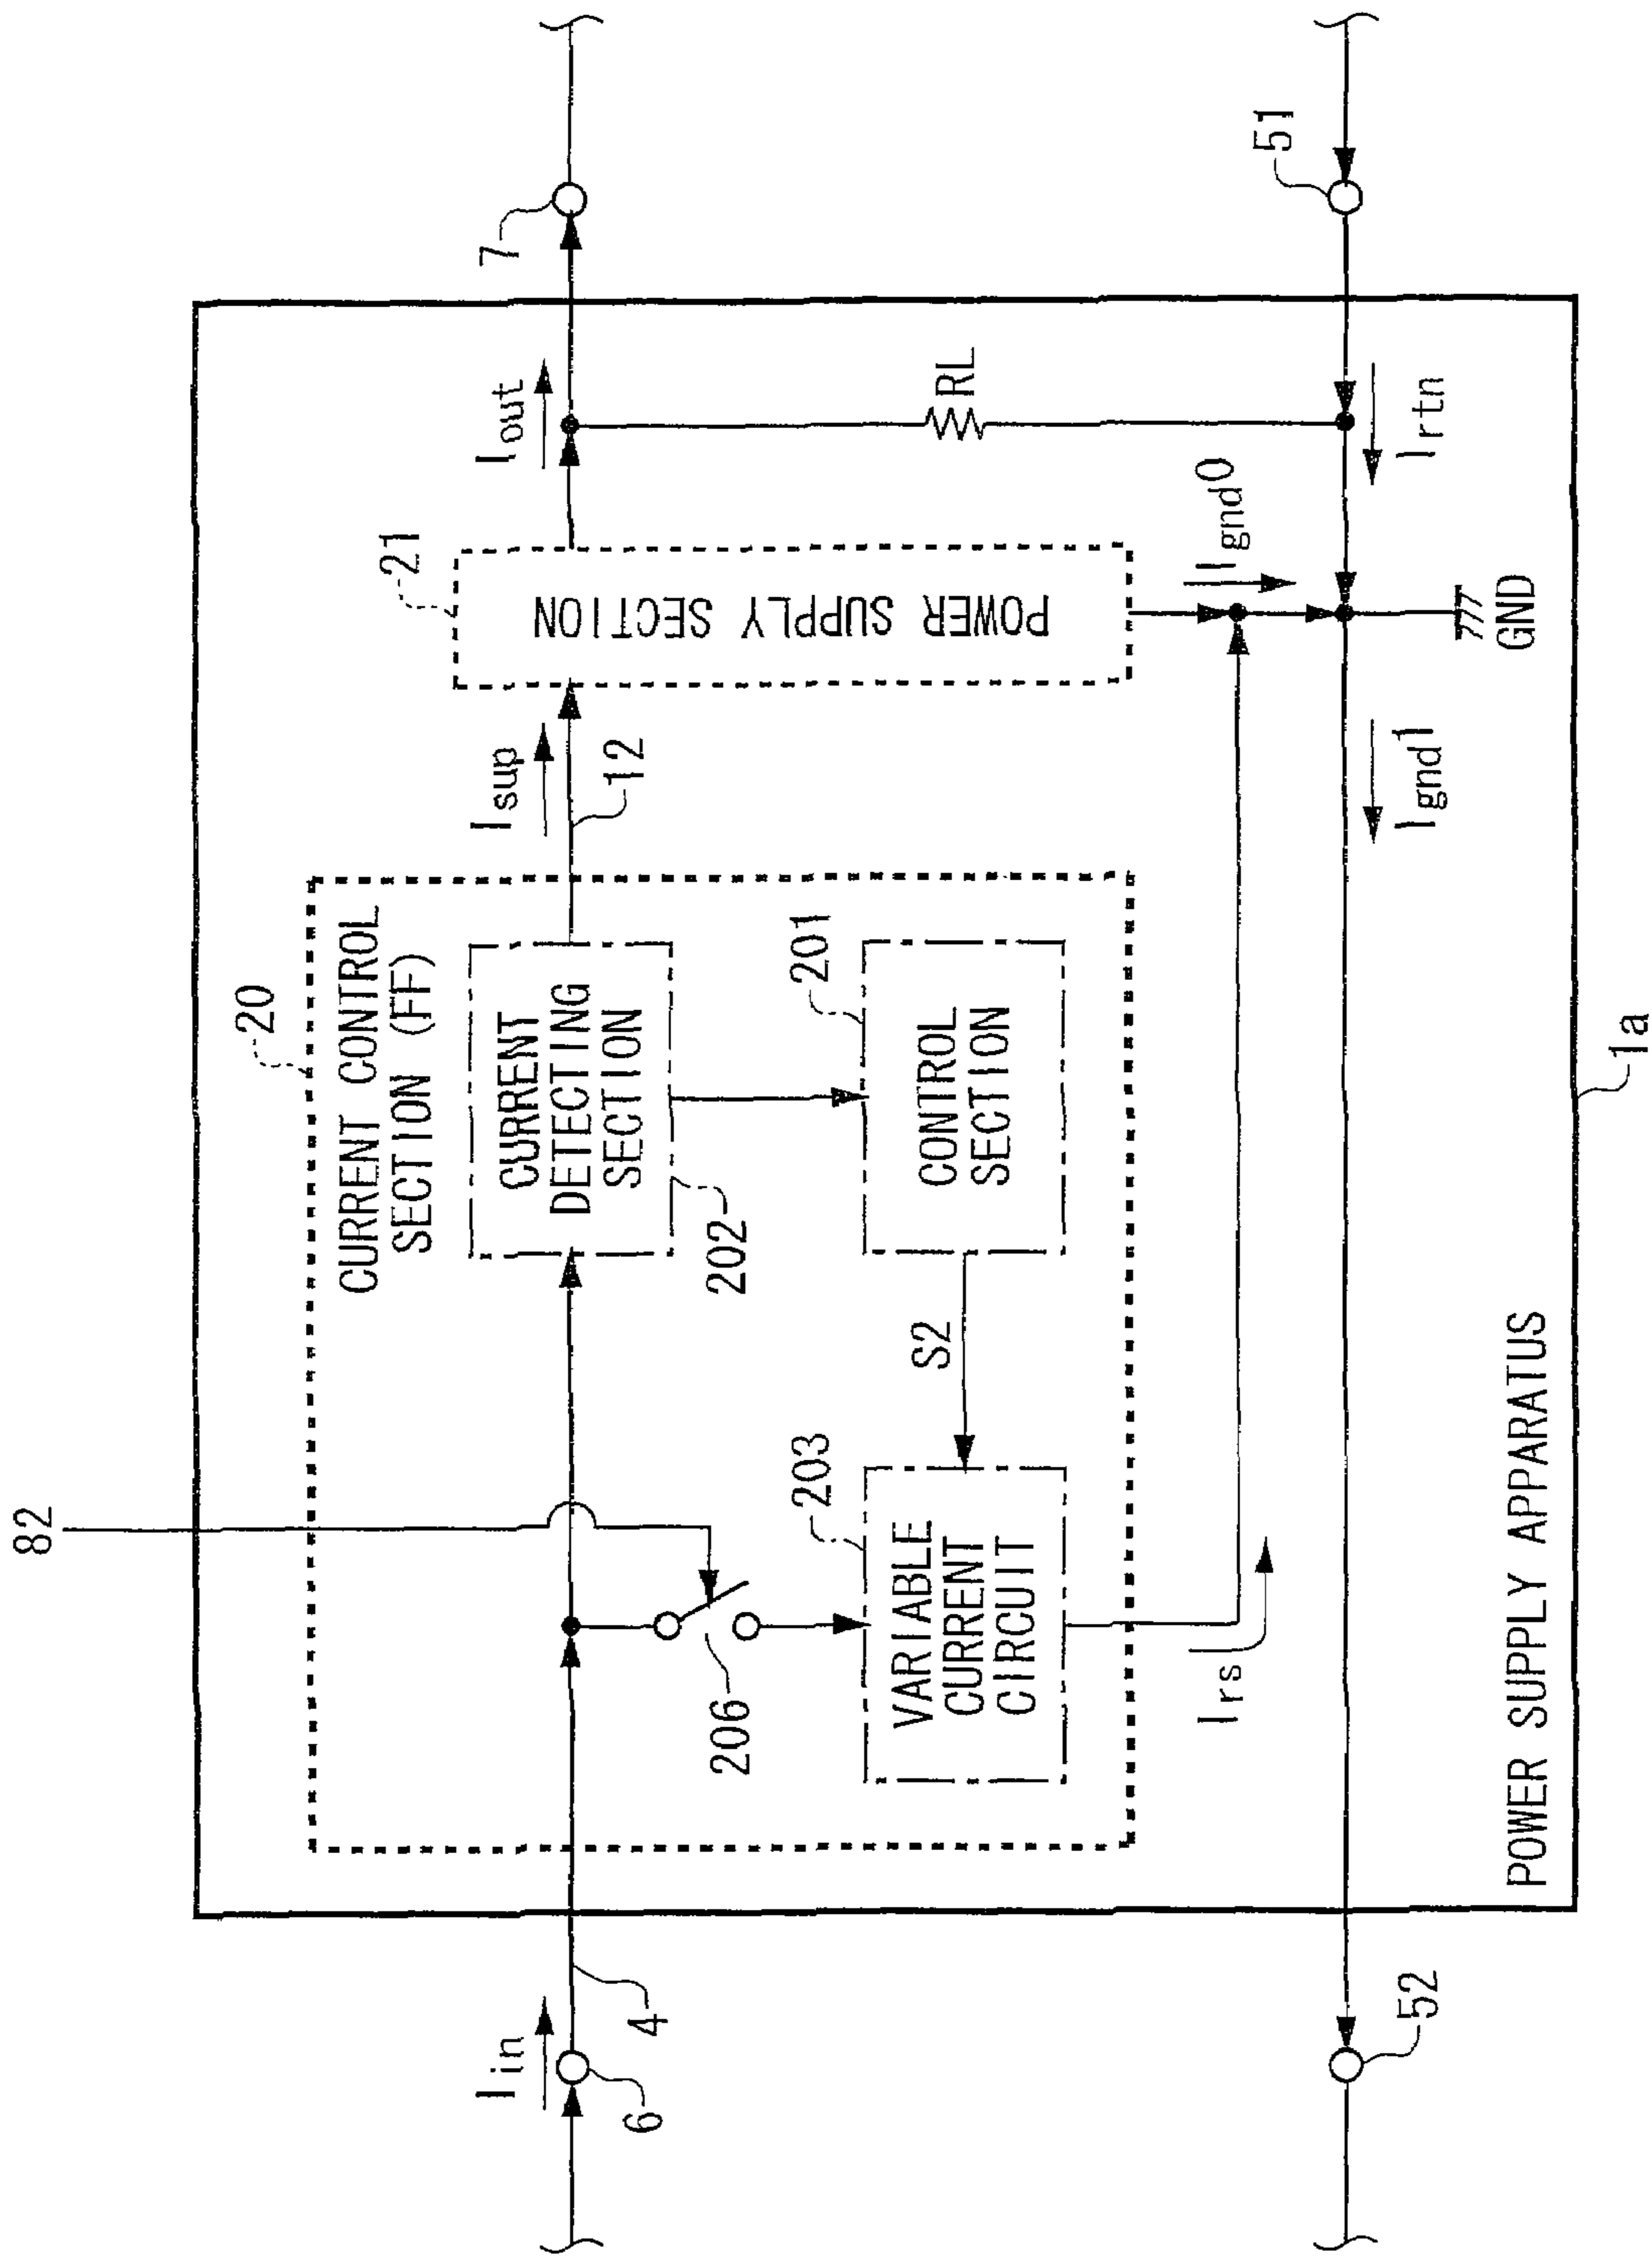 82
20
CURRENT CONTROL
SECTION (FF)
21
7
51
Iin
6
4
206
VARIABLE
CURRENT
CIRCUIT
203
S2
CURRENT
DETECTING
SECTION
202
CONTROL
SECTION
201
Isup
12
POWER SUPPLY SECTION
Iout
RL
Irs
Ignd0
Irtn
GND
Ignd1
52
POWER SUPPLY APPARATUS
1a